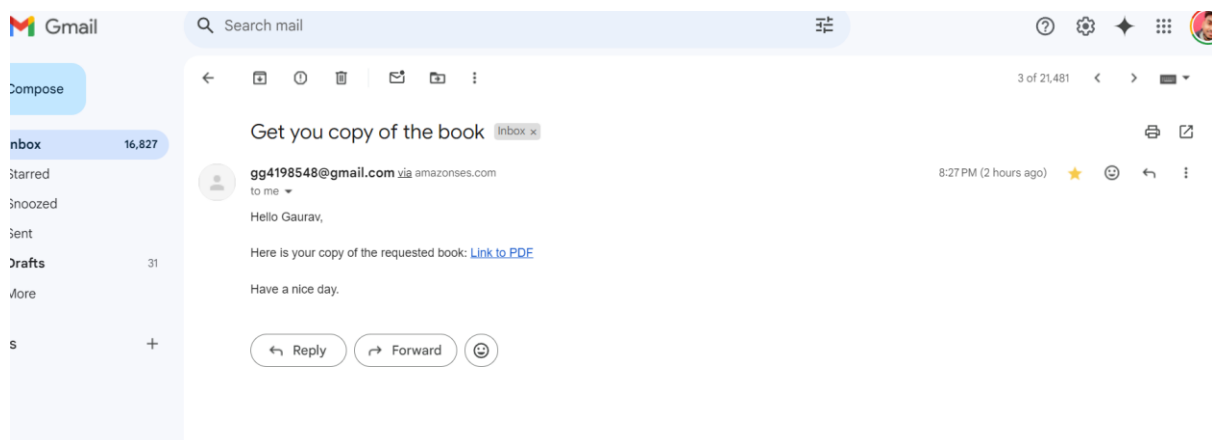 Gmail
Search mail
Compose
3 of 21,481
Get you copy of the book Inbox x
Inbox 16,827
gg4198548@gmail.com via amazonses.com 8:27 PM (2 hours ago)
Starred
to me
Snoozed
Hello Gaurav,
Sent
Here is your copy of the requested book: Link to PDF
Drafts 31
Have a nice day.
More
s
Reply Forward